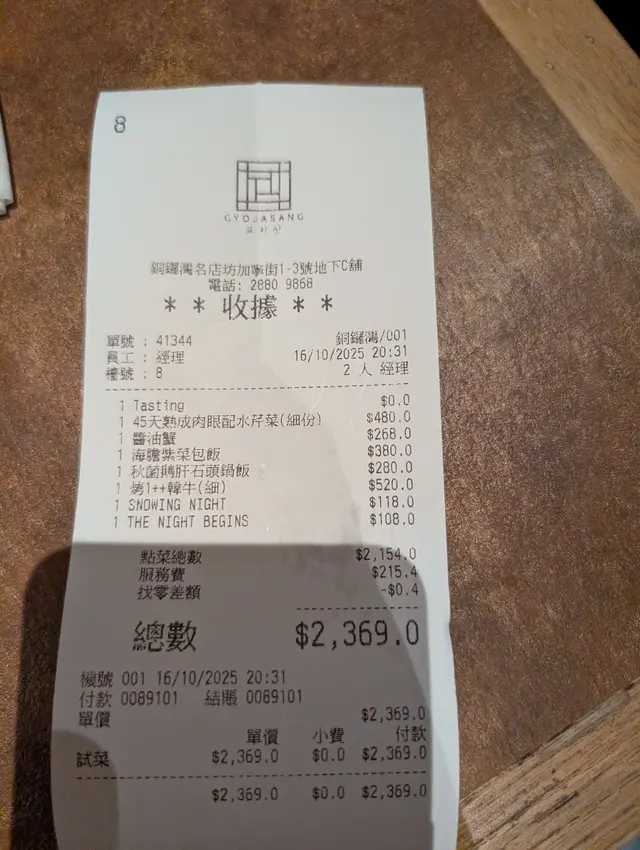 8
GYOJASANG
교자상
銅鑼灣名店坊加寧街1-3號地下C舖
電話: 2880 9868
* * 收據 * *
單號 : 41344 銅鑼灣/001
員工 : 經理 16/10/2025 20:31
檯號 : 8 2 人 經理
1 Tasting $0.0
1 45天熟成肉眼配水芹菜(細份) $480.0
1 醬油蟹 $268.0
1 海膽紫菜包飯 $380.0
1 秋菌鵝肝石頭鍋飯 $280.0
1 烤1++韓牛(細) $520.0
1 SNOWING NIGHT $118.0
1 THE NIGHT BEGINS $108.0
點菜總數 $2,154.0
服務費 $215.4
找零差額 -$0.4
總數 $2,369.0
機號 001 16/10/2025 20:31
付款 0089101 結賬 0089101
單價 $2,369.0
單價 小費 付款
試菜 $2,369.0 $0.0 $2,369.0
$2,369.0 $0.0 $2,369.0